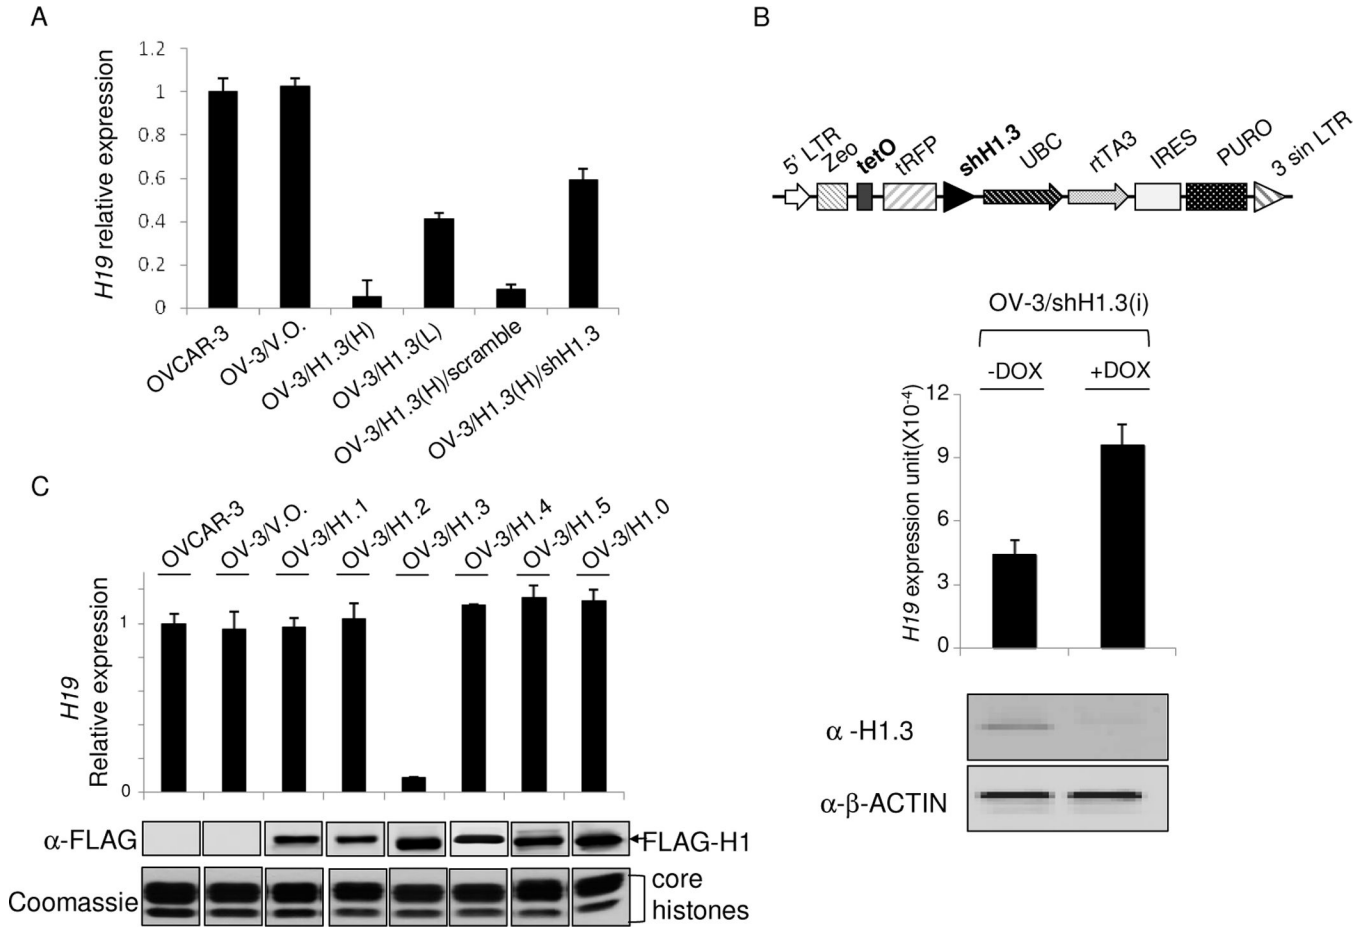 A
1.2
1
0.8
0.6
0.4
0.2
0
H19 relative expression
OVCAR-3
OV-3/V.O.
OV-3/H1.3(H)
OV-3/H1.3(L)
OV-3/H1.3(H)/scramble
OV-3/H1.3(H)/shH1.3
B
5' LTR
Zeo
tetO
tRFP
shH1.3
UBC
rtTA3
IRES
PURO
3 sin LTR
OV-3/shH1.3(i)
-DOX
+DOX
12
9
6
3
0
H19 expression unit(X10-4)
α -H1.3
α-β-ACTIN
C
OVCAR-3
OV-3/V.O.
OV-3/H1.1
OV-3/H1.2
OV-3/H1.3
OV-3/H1.4
OV-3/H1.5
OV-3/H1.0
H19
Relative expression
1
0
α-FLAG
FLAG-H1
Coomassie
core
histones